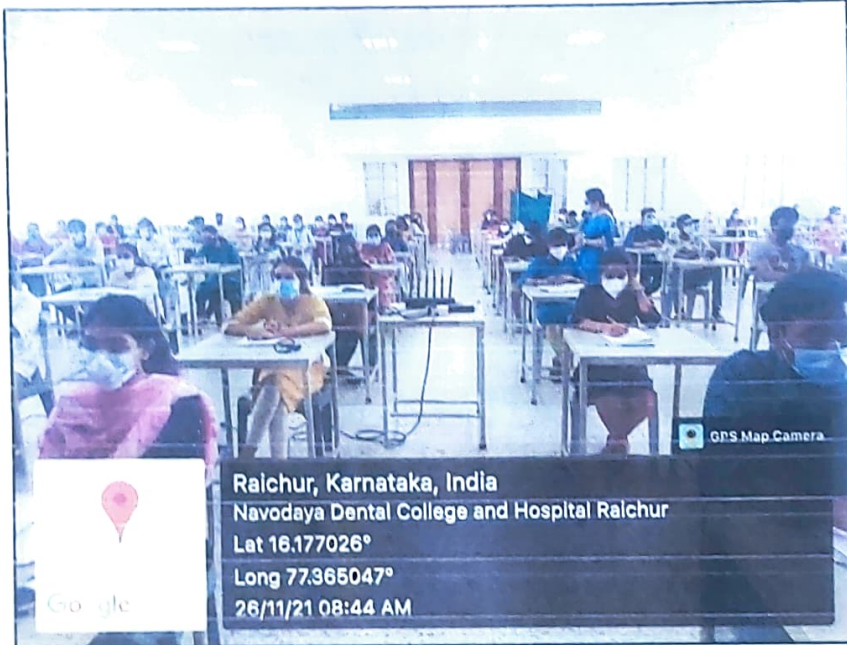 GPS Map Camera
Raichur, Karnataka, India
Navodaya Dental College and Hospital Raichur
Lat 16.177026°
Long 77.365047°
26/11/21 08:44 AM
Google